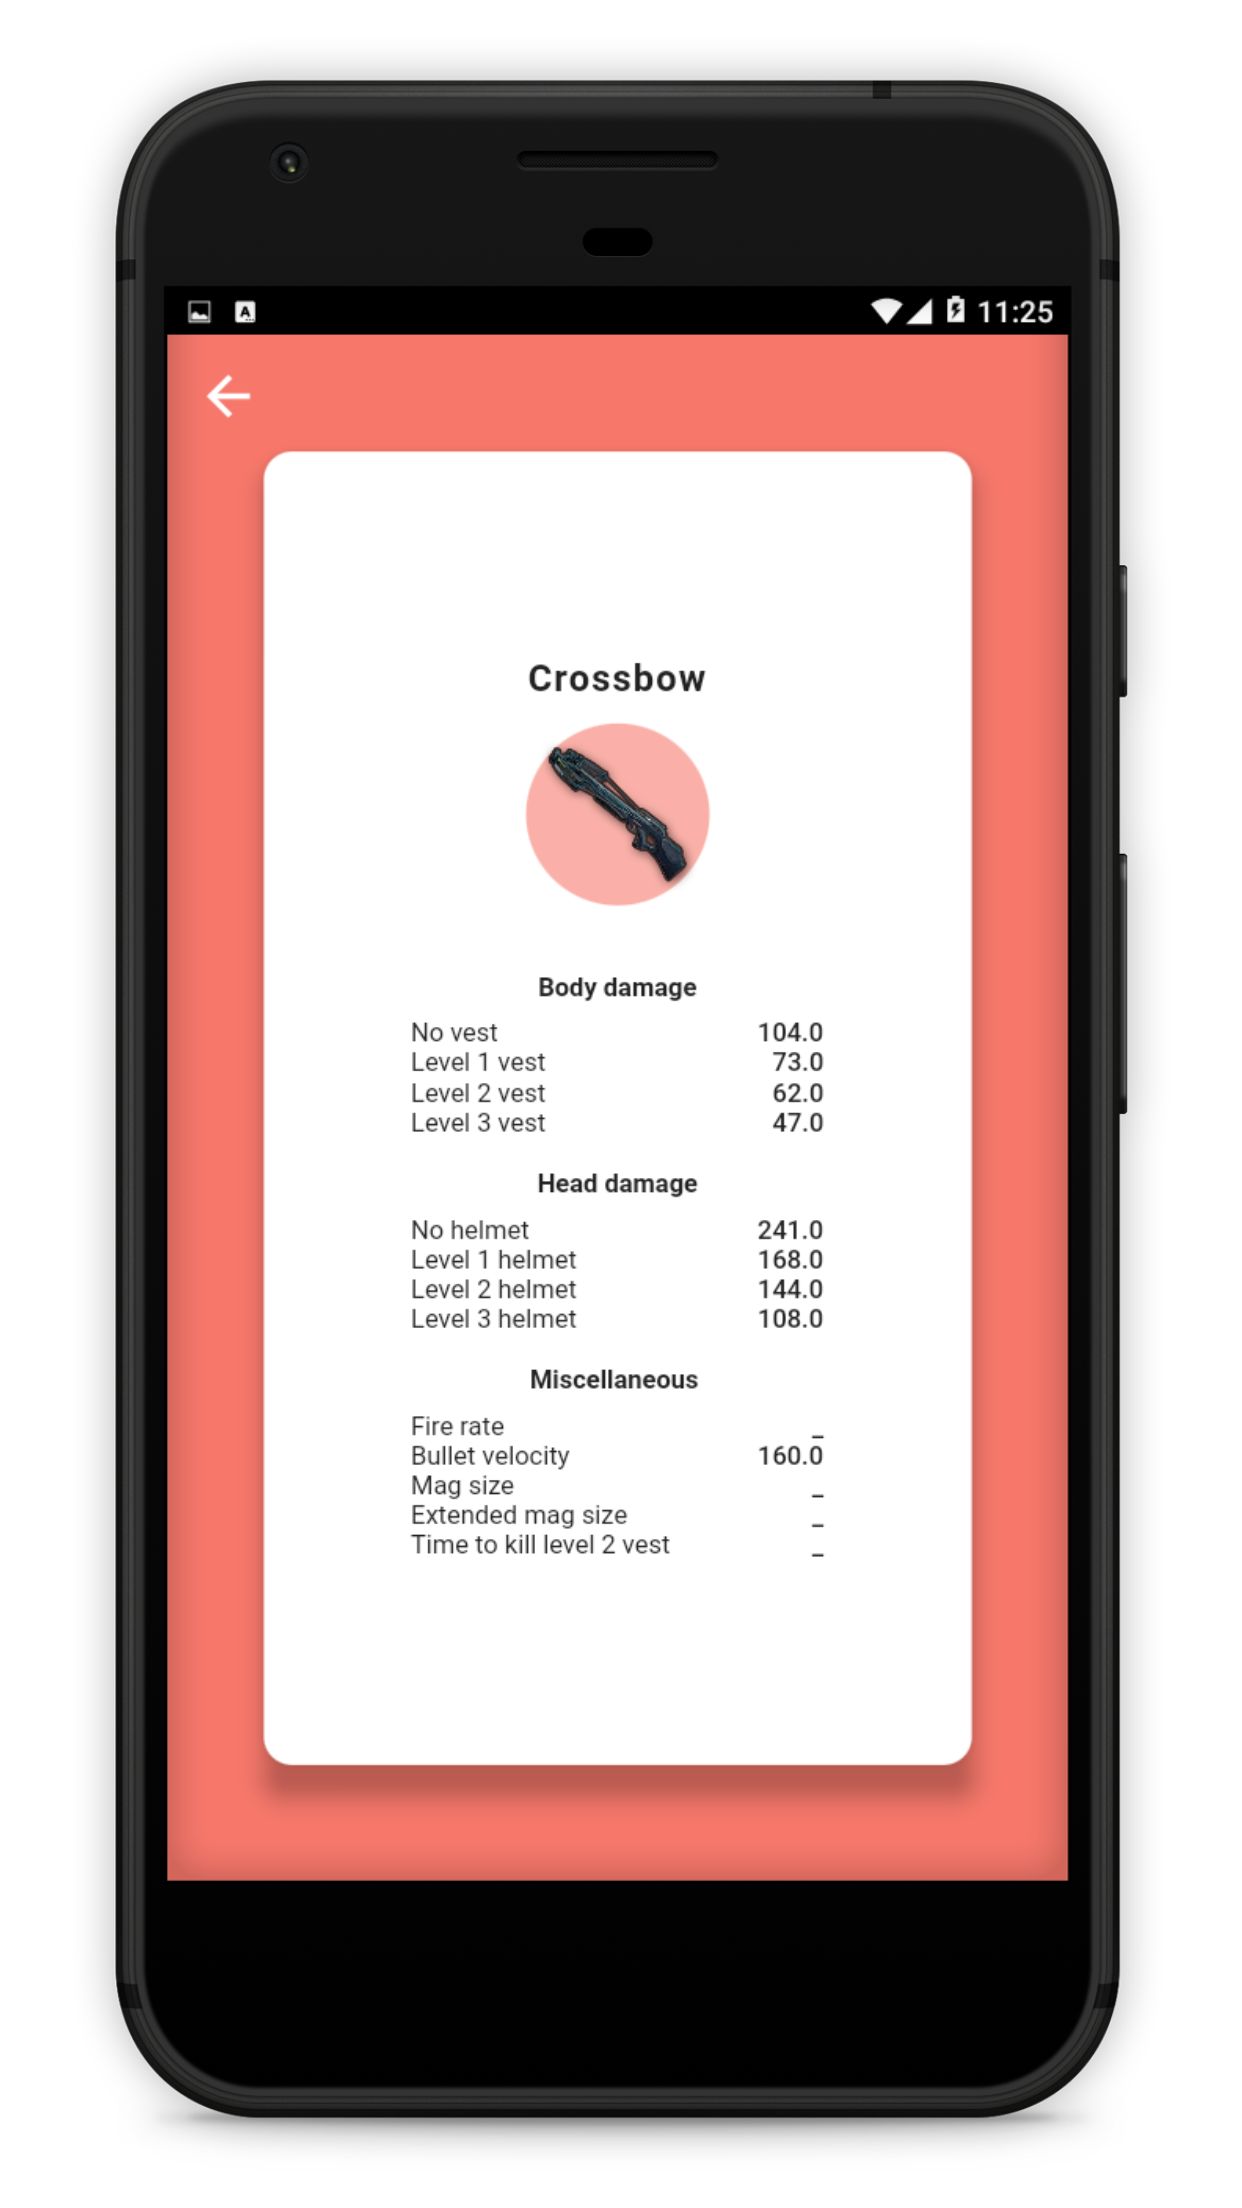 A
11:25
Crossbow
Body damage
No vest 104.0
Level 1 vest 73.0
Level 2 vest 62.0
Level 3 vest 47.0
Head damage
No helmet 241.0
Level 1 helmet 168.0
Level 2 helmet 144.0
Level 3 helmet 108.0
Miscellaneous
Fire rate _
Bullet velocity 160.0
Mag size _
Extended mag size _
Time to kill level 2 vest _